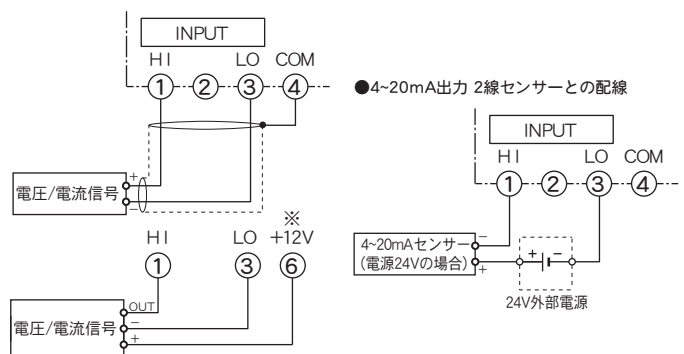 INPUT
HI LO COM
① ② ③ ④
+
電圧/電流信号
−
※
HI LO +12V
① ③ ⑥
OUT
電圧/電流信号 −
+
●4~20mA出力 2線センサーとの配線
INPUT
HI LO COM
① ② ③ ④
4~20mAセンサー −
(電源24Vの場合) + + −
24V外部電源